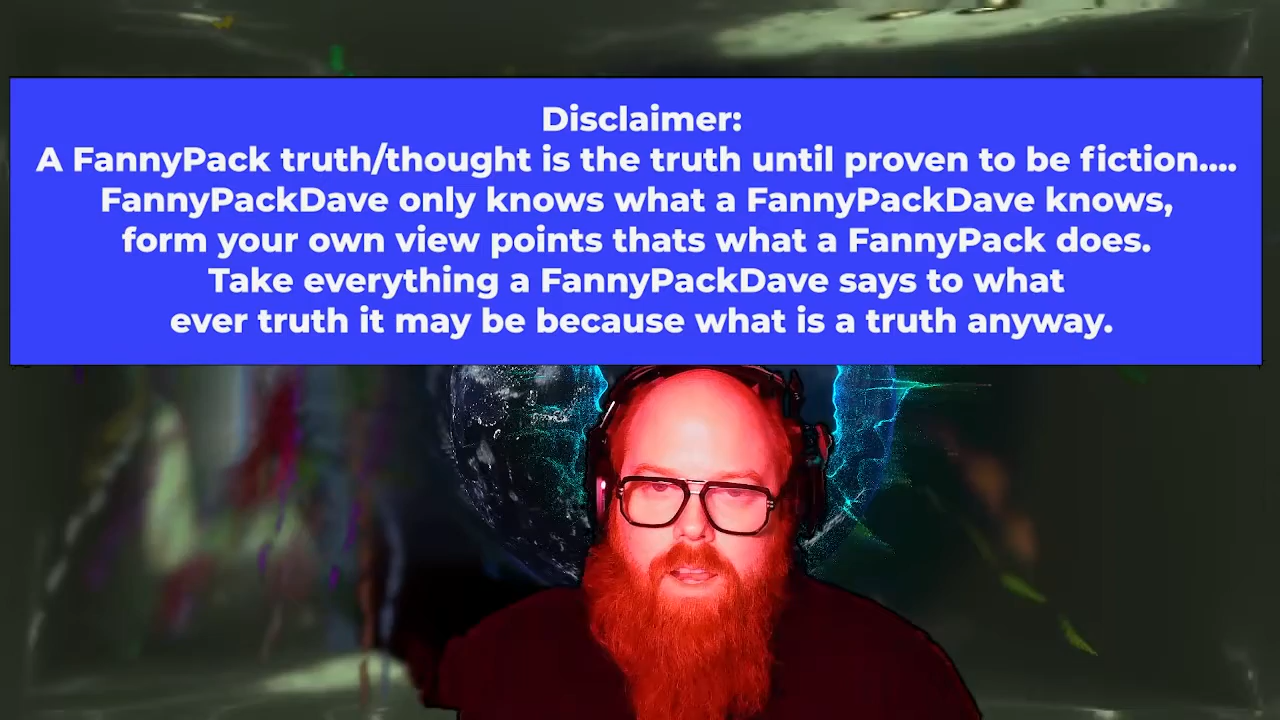 Disclaimer:
A FannyPack truth/thought is the truth until proven to be fiction....
FannyPackDave only knows what a FannyPackDave knows,
form your own view points thats what a FannyPack does.
Take everything a FannyPackDave says to what
ever truth it may be because what is a truth anyway.